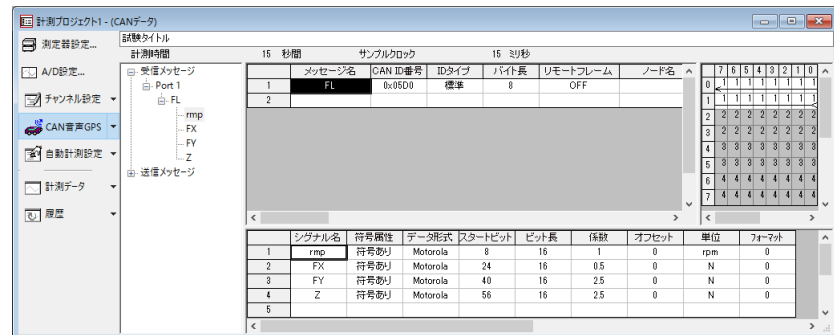 計測プロジェクト1 - (CANデータ)
測定器設定...
A/D設定...
チャンネル設定
CAN音声GPS
自動計測設定
計測データ
履歴
試験タイトル
計測時間 15 秒間 サンプルクロック 15 ミリ秒
受信メッセージ
Port 1
FL
rmp
FX
FY
Z
送信メッセージ
メッセージ名 CAN ID番号 IDタイプ バイト長 リモートフレーム ノード名
1 FL 0x05D0 標準 8 OFF
2
7 6 5 4 3 2 1 0
0 1 1 1 1 1 1 1 1
1 1 1 1 1 1 1 1 1
2 2 2 2 2 2 2 2 2
3 2 2 2 2 2 2 2 2
4 3 3 3 3 3 3 3 3
5 3 3 3 3 3 3 3 3
6 4 4 4 4 4 4 4 4
7 4 4 4 4 4 4 4 4
シグナル名 符号属性 データ形式 スタートビット ビット長 係数 オフセット 単位 フォーマット
1 rmp 符号あり Motorola 8 16 1 0 rpm 0
2 FX 符号あり Motorola 24 16 0.5 0 N 0
3 FY 符号あり Motorola 40 16 2.5 0 N 0
4 Z 符号あり Motorola 56 16 2.5 0 N 0
5